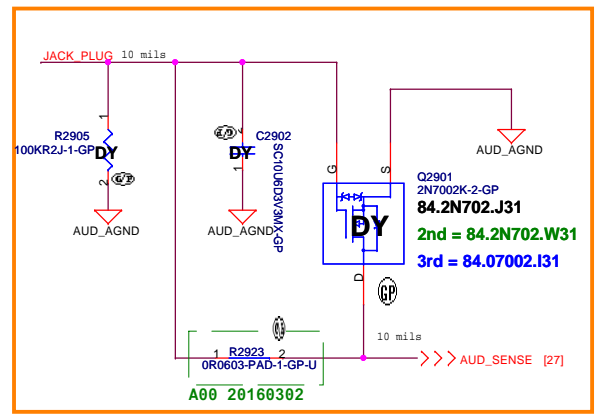 JACK_PLUG 10 mils
1
R2905
100KR2J-1-GP
DY
2
AUD_AGND
2
C2902
SC10U6D3V3MX-GP
DY
1
AUD_AGND
G
S
AUD_AGND
Q2901
2N7002K-2-GP
84.2N702.J31
2nd = 84.2N702.W31
3rd = 84.07002.I31
DY
D
GP
10 mils
1 R2923 2
0R0603-PAD-1-GP-U
AUD_SENSE [27]
A00 20160302